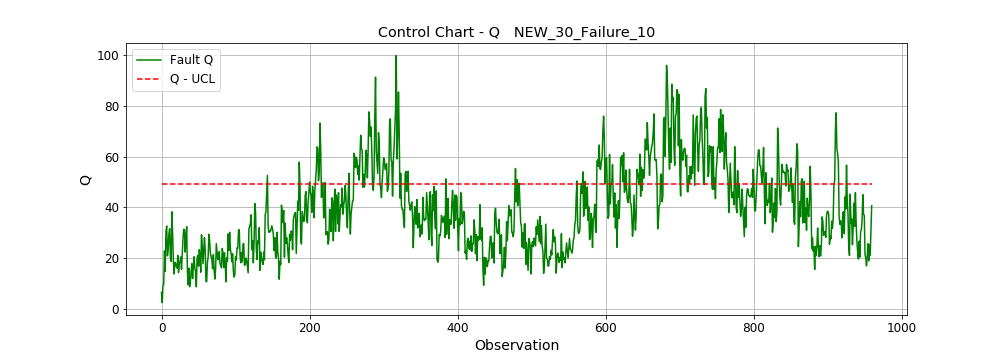 Control Chart - Q   NEW_30_Failure_10
Fault Q
Q - UCL
Q
100
80
60
40
20
0
0 200 400 600 800 1000
Observation